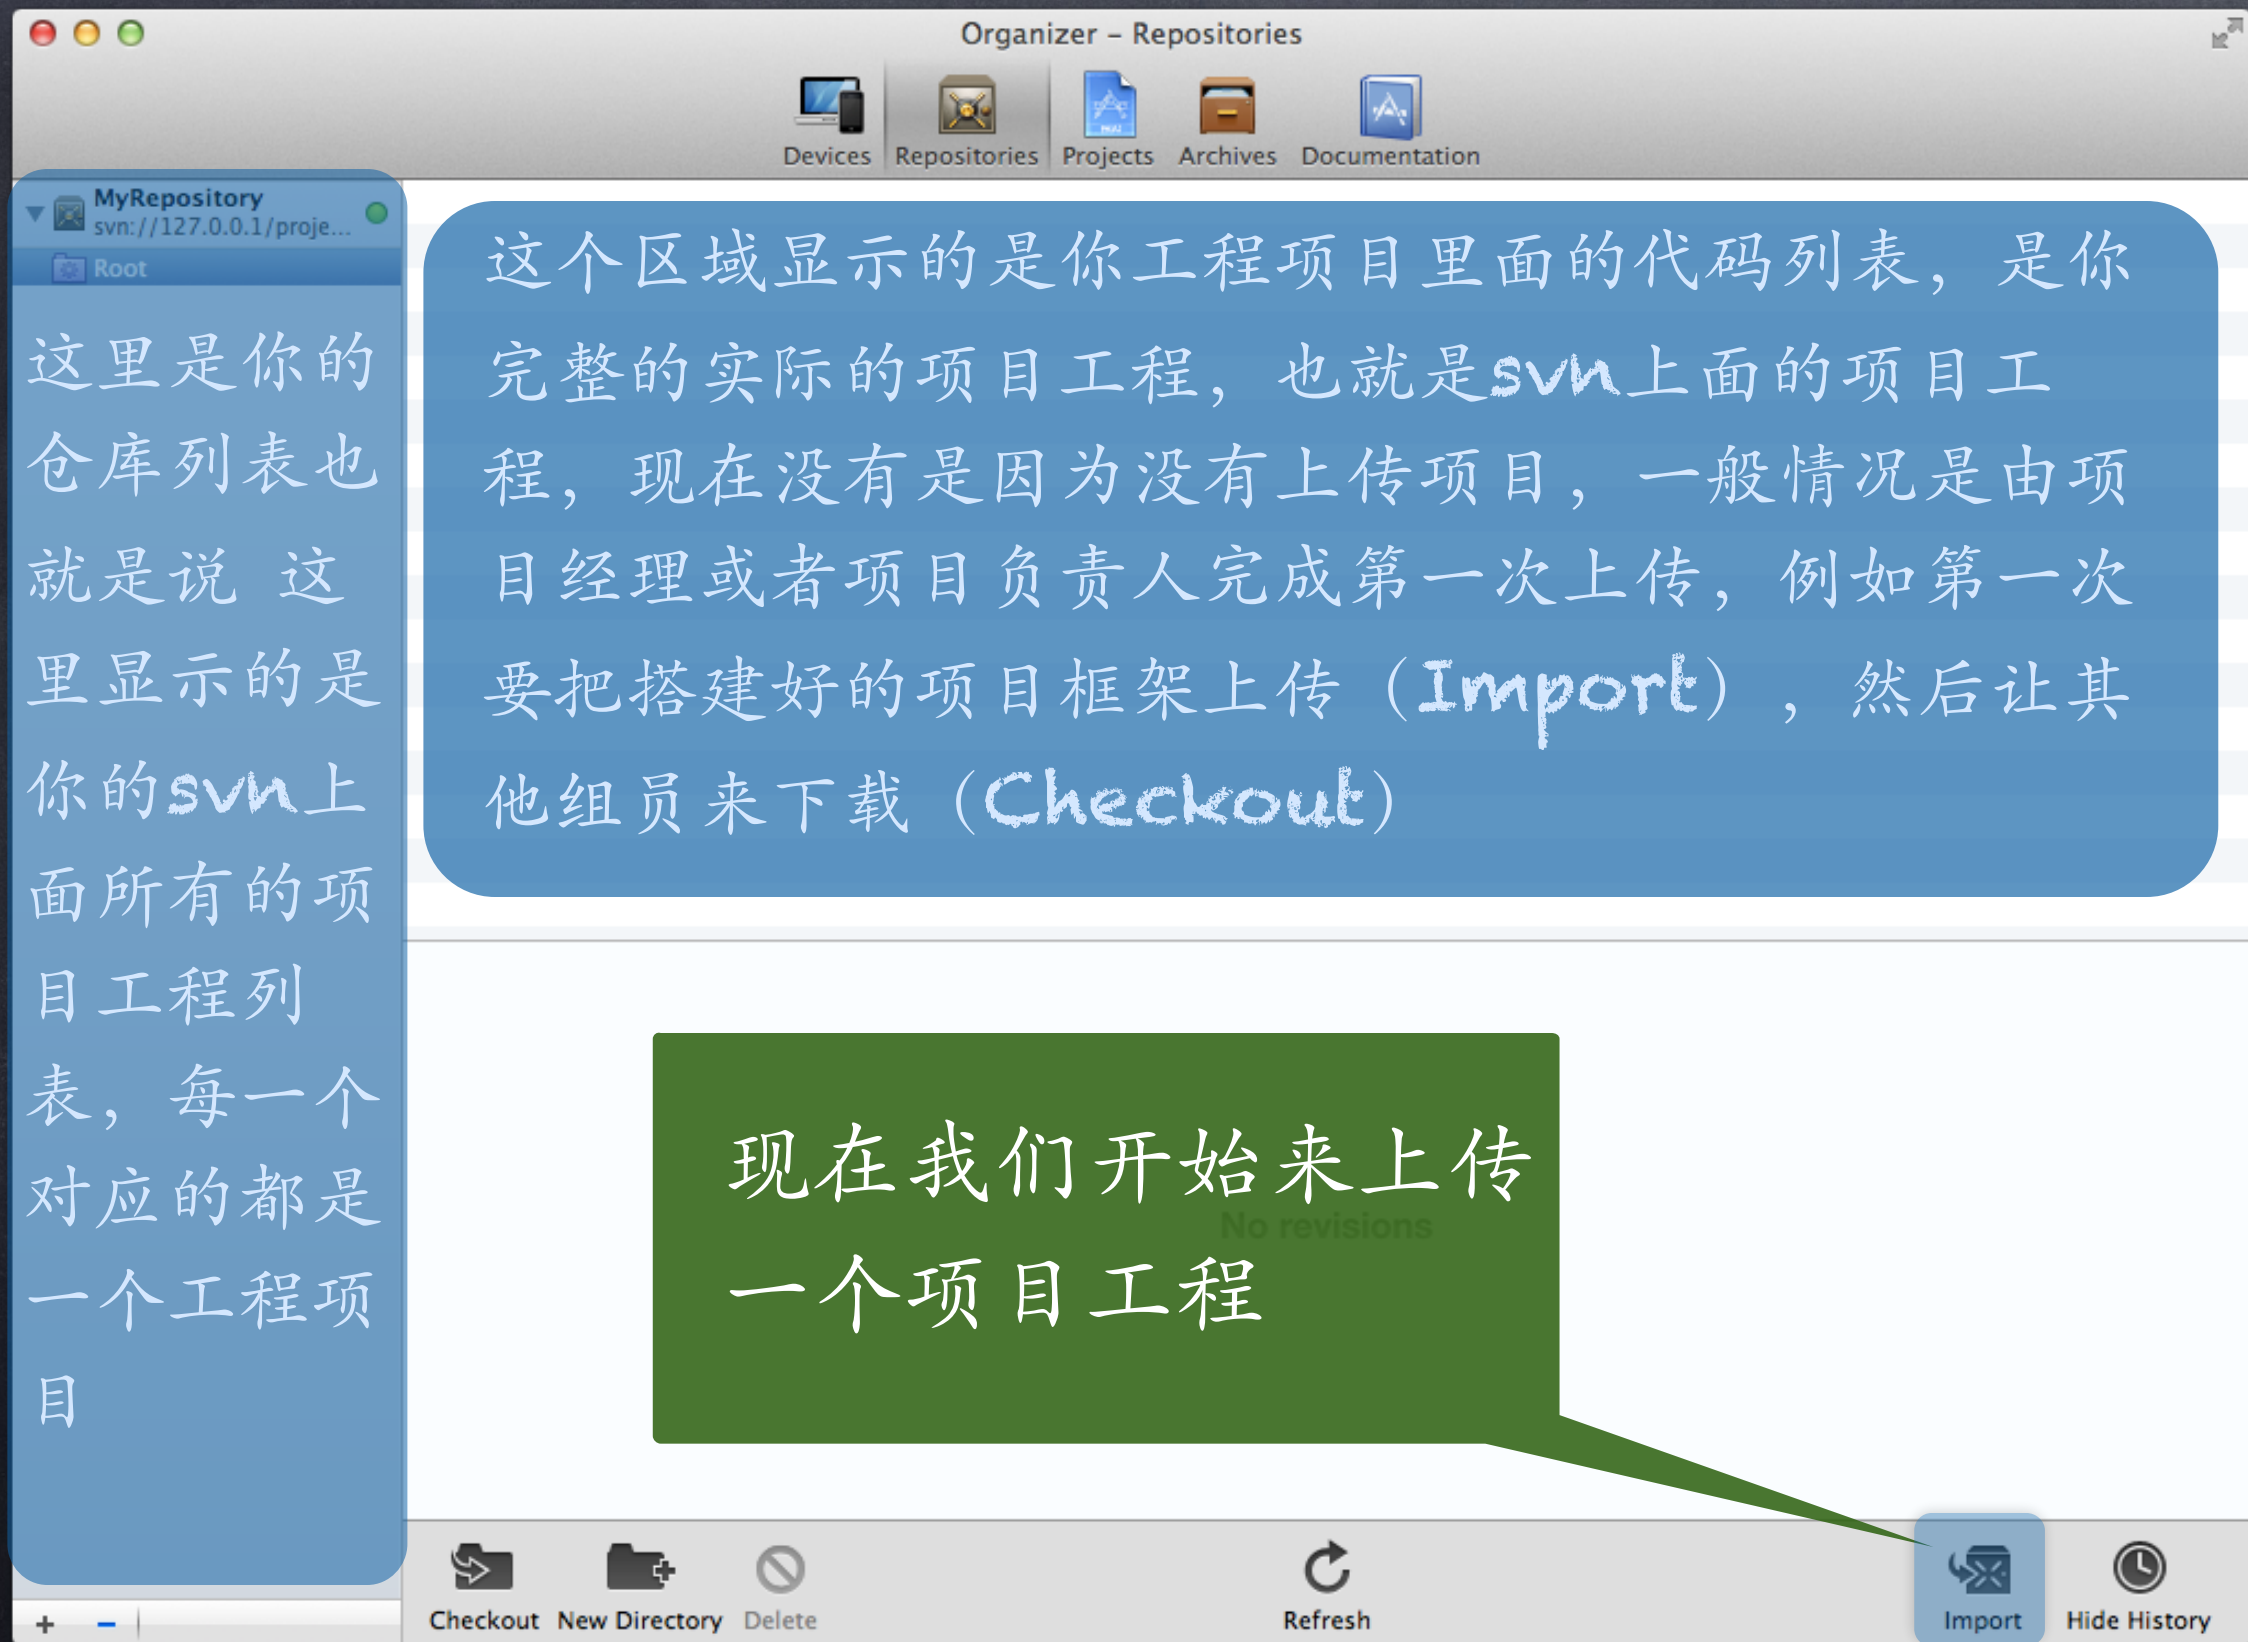 Organizer – Repositories
Devices Repositories Projects Archives Documentation
MyRepository
svn://127.0.0.1/proje...
Root
这里是你的
仓库列表也
就是说 这
里显示的是
你的svn上
面所有的项
目工程列
表，每一个
对应的都是
一个工程项
目
这个区域显示的是你工程项目里面的代码列表，是你
完整的实际的项目工程，也就是svn上面的项目工
程，现在没有是因为没有上传项目，一般情况是由项
目经理或者项目负责人完成第一次上传，例如第一次
要把搭建好的项目框架上传（Import），然后让其
他组员来下载（Checkout）
现在我们开始来上传
No revisions
一个项目工程
Checkout New Directory Delete Refresh Import Hide History